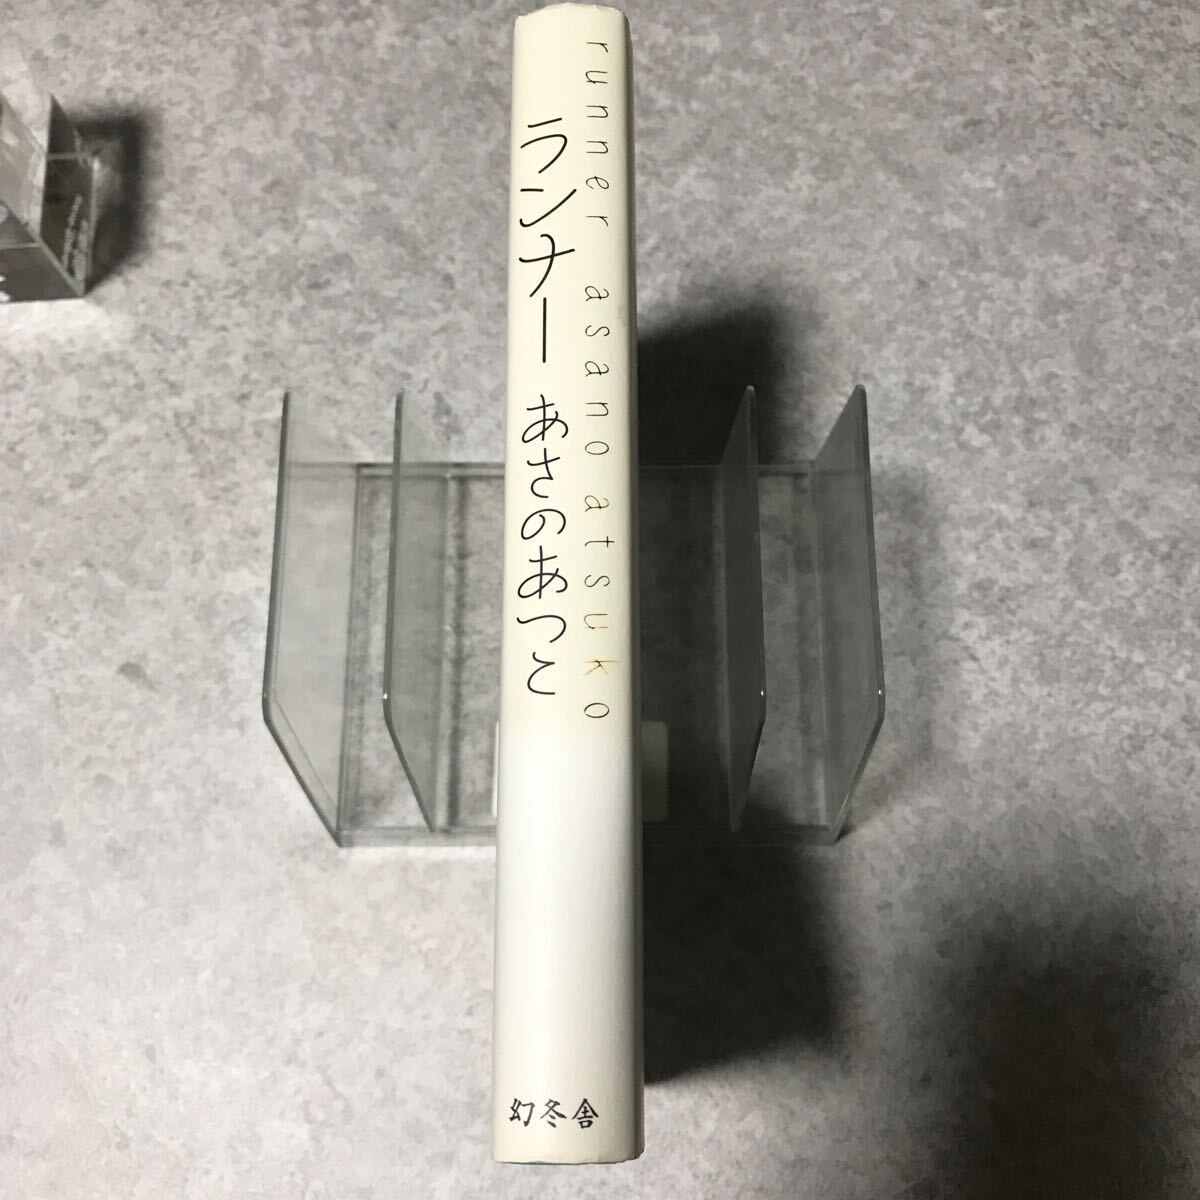 runner asano atsuko
ランナー あさのあつこ
幻冬舎